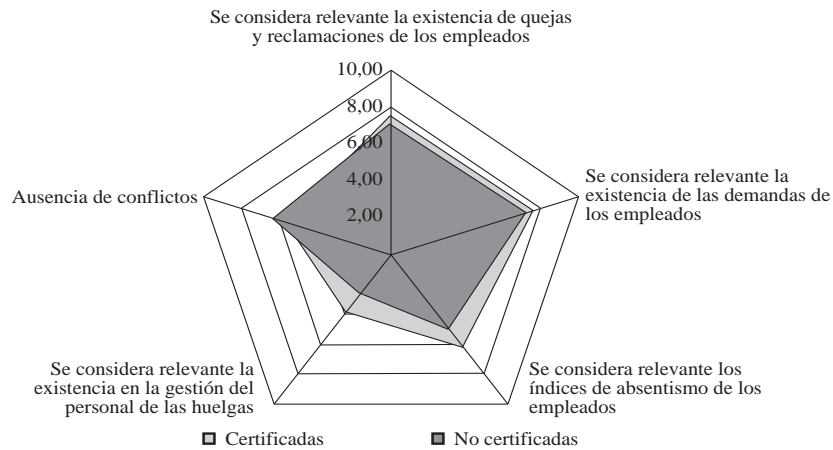 Se considera relevante la existencia de quejas
y reclamaciones de los empleados
10,00
8,00
6,00
4,00
2,00
Se considera relevante la
existencia de las demandas de
los empleados
Ausencia de conflictos
Se considera relevante la
existencia en la gestión del
personal de las huelgas
Se considera relevante los
índices de absentismo de los
empleados
Certificadas
No certificadas